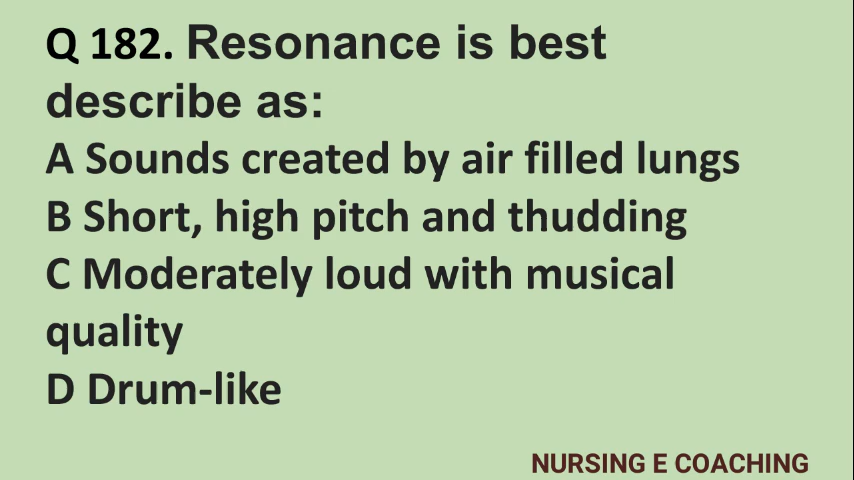 Q 182. Resonance is best
describe as:
A Sounds created by air filled lungs
B Short, high pitch and thudding
C Moderately loud with musical
quality
D Drum-like
NURSING E COACHING